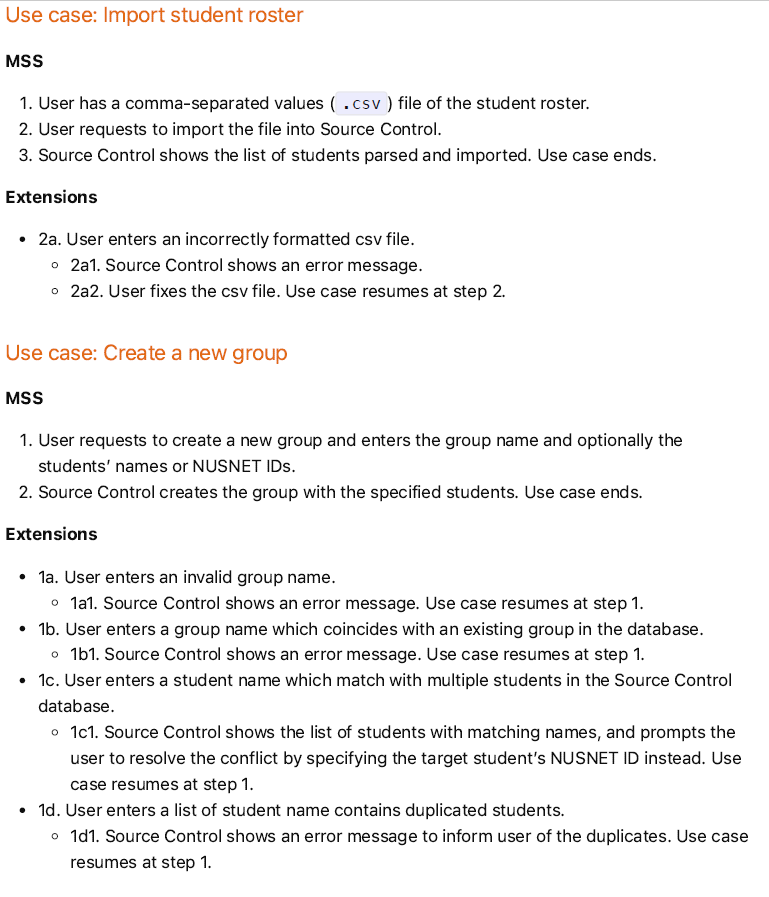 Use case: Import student roster
MSS
1. User has a comma-separated values ( .csv ) file of the student roster.
2. User requests to import the file into Source Control.
3. Source Control shows the list of students parsed and imported. Use case ends.
Extensions
• 2a. User enters an incorrectly formatted csv file.
◦ 2a1. Source Control shows an error message.
◦ 2a2. User fixes the csv file. Use case resumes at step 2.
Use case: Create a new group
MSS
1. User requests to create a new group and enters the group name and optionally the
students’ names or NUSNET IDs.
2. Source Control creates the group with the specified students. Use case ends.
Extensions
• 1a. User enters an invalid group name.
◦ 1a1. Source Control shows an error message. Use case resumes at step 1.
• 1b. User enters a group name which coincides with an existing group in the database.
◦ 1b1. Source Control shows an error message. Use case resumes at step 1.
• 1c. User enters a student name which match with multiple students in the Source Control
database.
◦ 1c1. Source Control shows the list of students with matching names, and prompts the
user to resolve the conflict by specifying the target student’s NUSNET ID instead. Use
case resumes at step 1.
• 1d. User enters a list of student name contains duplicated students.
◦ 1d1. Source Control shows an error message to inform user of the duplicates. Use case
resumes at step 1.